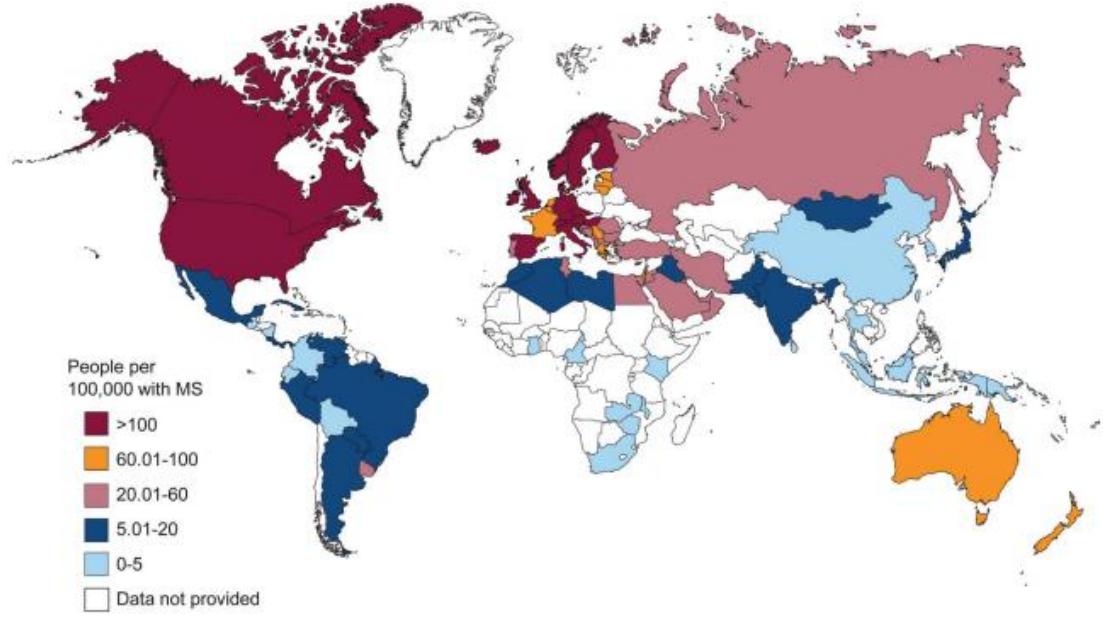 People per
100,000 with MS
>100
60.01-100
20.01-60
5.01-20
0-5
Data not provided